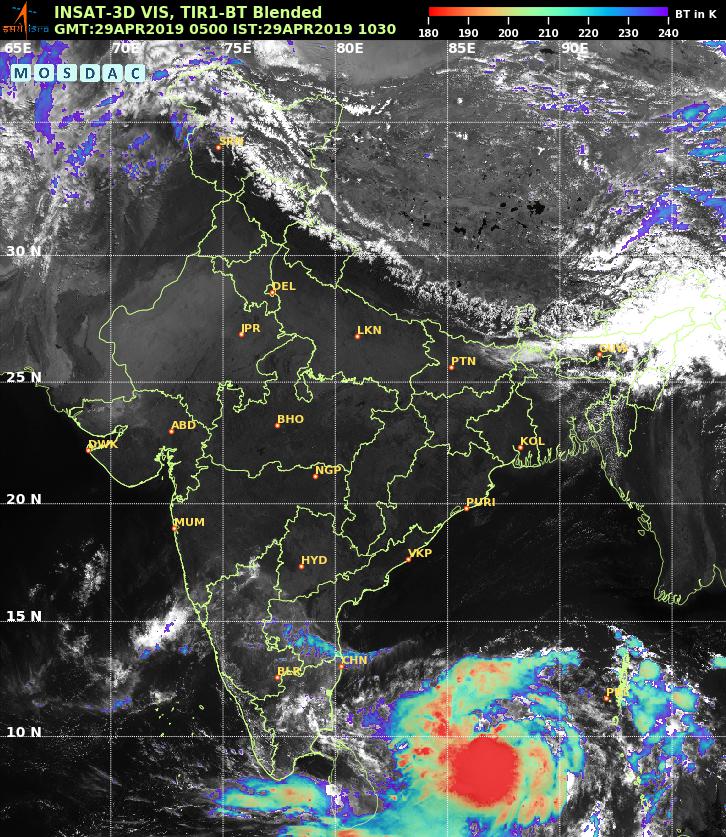 INSAT-3D VIS, TIR1-BT Blended
GMT:29APR2019 0500 IST:29APR2019 1030
BT in K
180 190 200 210 220 230 240
65E 70E 75E 80E 85E 90E
MOSDAC
SRN
30 N
DEL
JPR
LKN
GUW
PTN
25 N
ABD
BHO
DWK
KOL
NGP
20 N
PURI
MUM
VKP
HYD
15 N
CHN
BLR
10 N